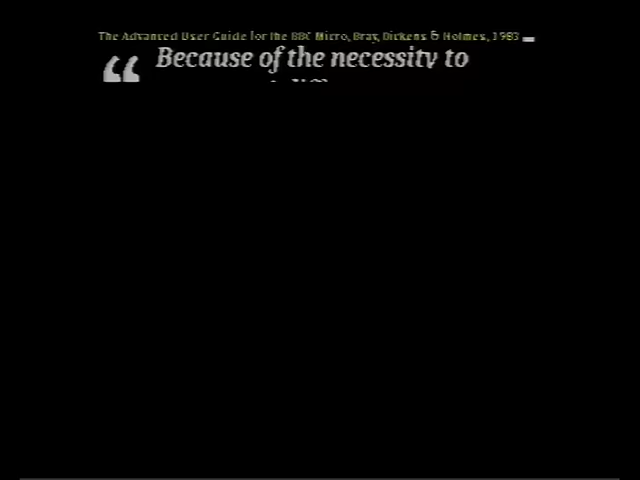 The Advanced User Guide for the BBC Micro, Bray, Dickens & Holmes, 1983
“Because of the necessity to